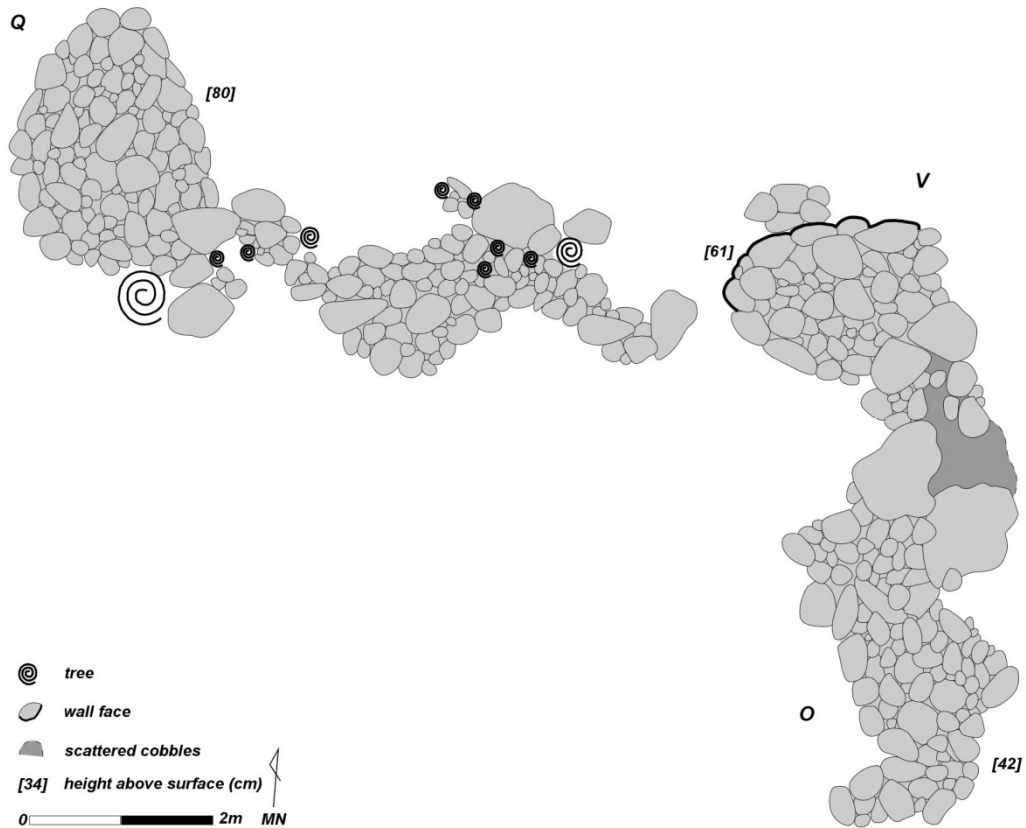 Q
[80]
V
[61]
O
[42]
tree
wall face
scattered cobbles
[34] height above surface (cm)
0 2m MN